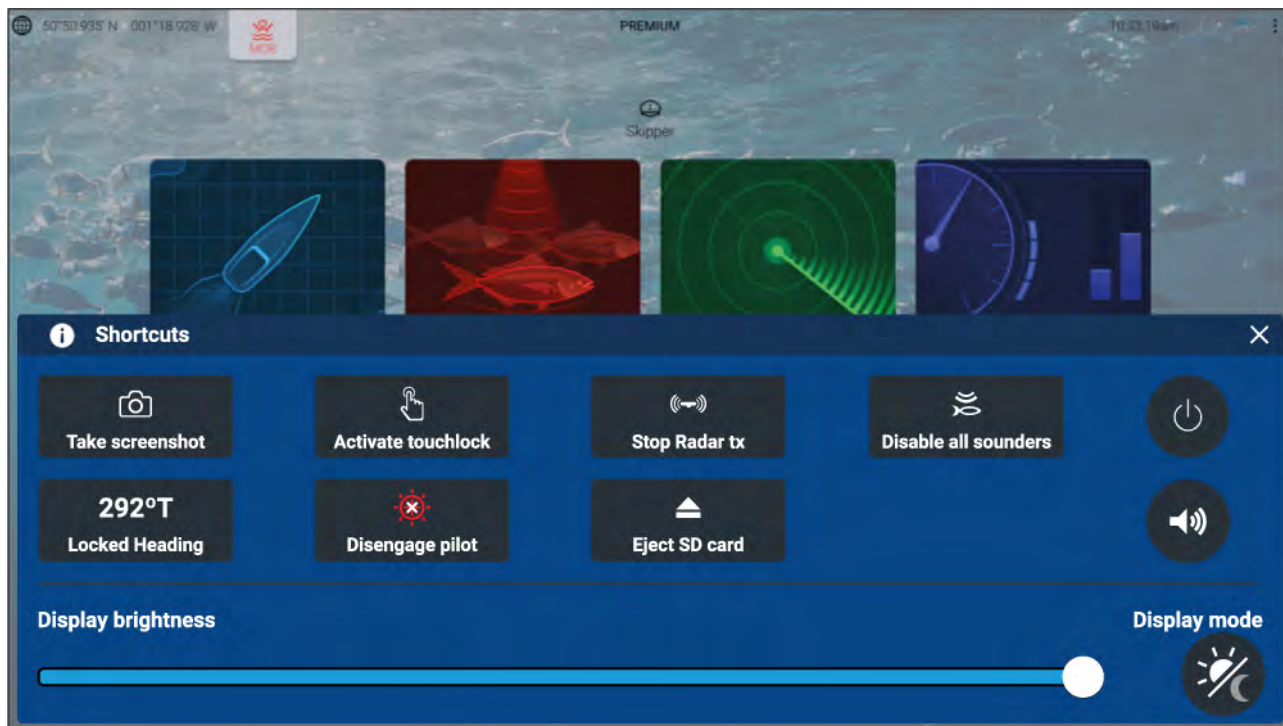 50°50.935' N 001°18.928' W
MOB
PREMIUM
Skipper
Shortcuts
Take screenshot
Activate touchlock
Stop Radar tx
Disable all sounders
292°T
Locked Heading
Disengage pilot
Eject SD card
Display brightness
Display mode